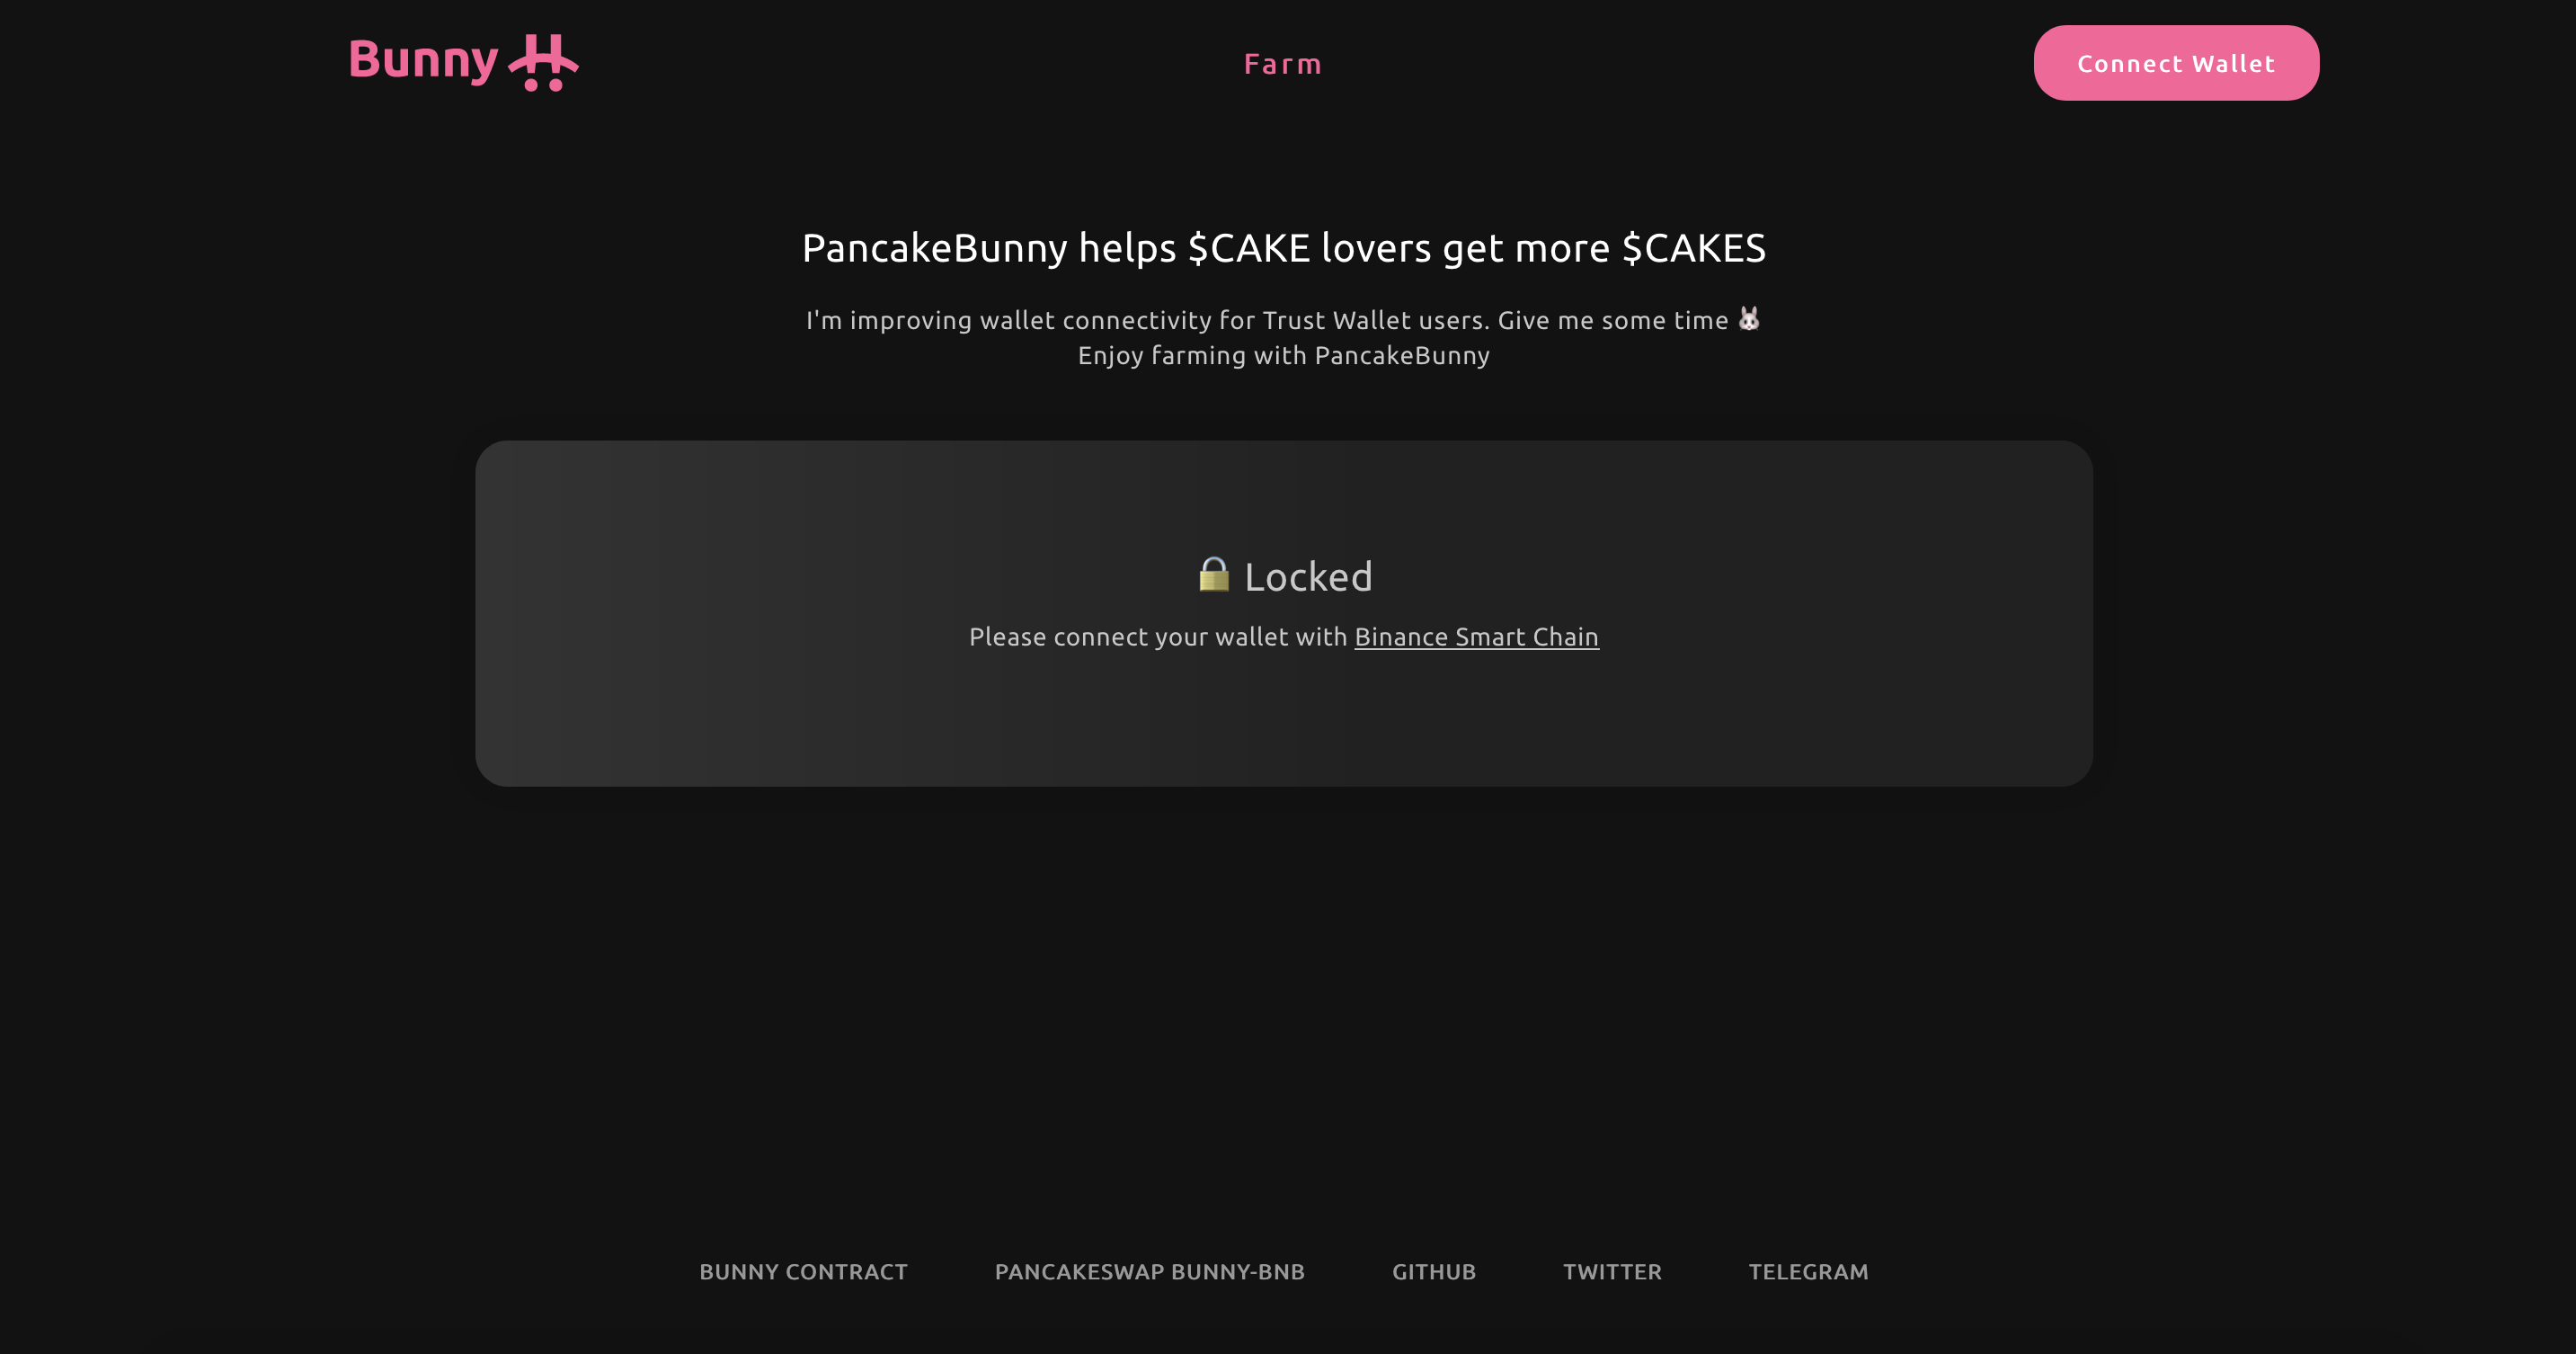 Bunny
Farm
Connect Wallet
PancakeBunny helps $CAKE lovers get more $CAKES
I'm improving wallet connectivity for Trust Wallet users. Give me some time 🐰
Enjoy farming with PancakeBunny
🔒 Locked
Please connect your wallet with Binance Smart Chain
BUNNY CONTRACT
PANCAKESWAP BUNNY-BNB
GITHUB
TWITTER
TELEGRAM